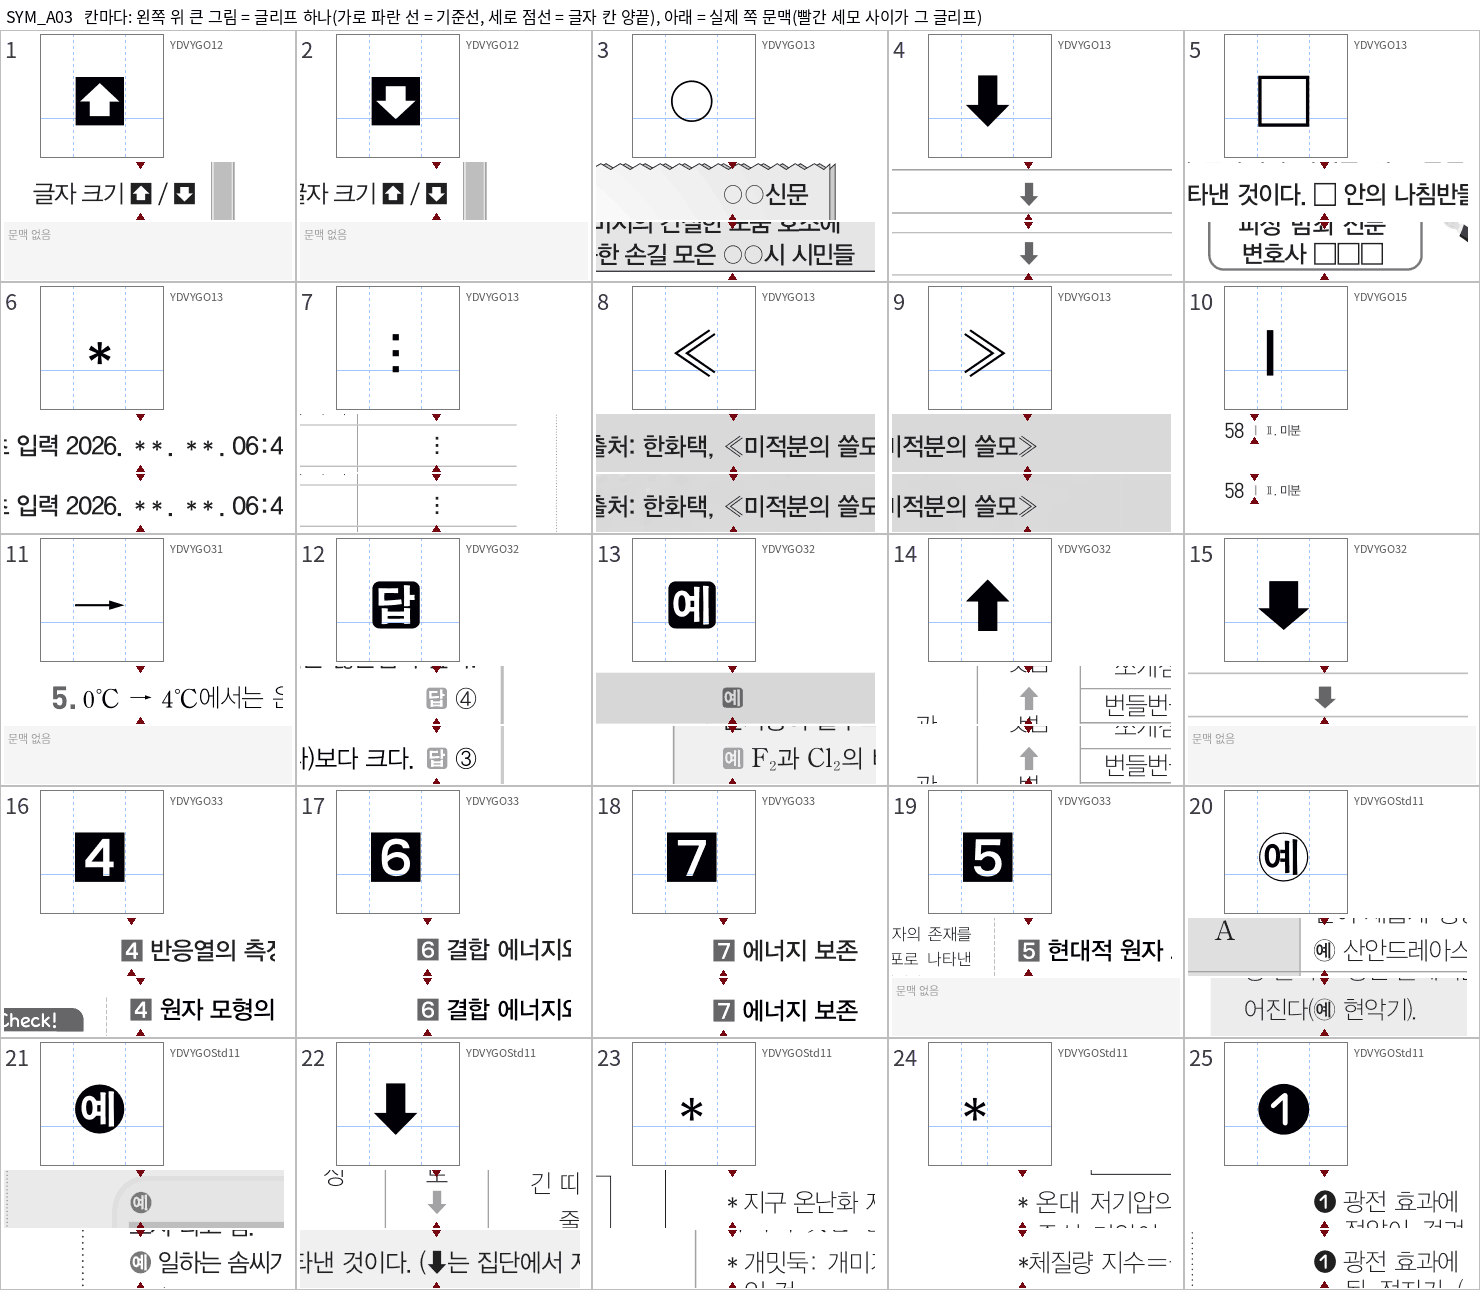 SYM_A03 칸마다: 왼쪽 위 큰 그림 = 글리프 하나(가로 파란 선 = 기준선, 세로 점선 = 글자 칸 양끝), 아래 = 실제 쪽 문맥(빨간 세모 사이가 그 글리프)
1 YDVYGO12
글자 크기 / 
문맥 없음
2 YDVYGO12
글자 크기 / 
문맥 없음
3 ○ YDVYGO13
○○신문
한 손길 모은 ○○시 시민들
4 ⬇ YDVYGO13
⬇
⬇
5 □ YDVYGO13
타낸 것이다. □ 안의 나침반들
변호사 □□□
6 * YDVYGO13
입력 2026. **. **. 06:4
입력 2026. **. **. 06:4
7 ⋮ YDVYGO13
⋮
⋮
8 ≪ YDVYGO13
출처: 한화택, ≪미적분의 쓸모
출처: 한화택, ≪미적분의 쓸모
9 ≫ YDVYGO13
미적분의 쓸모≫
미적분의 쓸모≫
10 | YDVYGO15
58 | Ⅱ. 미분
58 | Ⅱ. 미분
11 → YDVYGO31
5. 0℃ → 4℃에서는 온
문맥 없음
12 답 YDVYGO32
답 ④
)보다 크다. 답 ③
13 예 YDVYGO32
예
예 F₂과 Cl₂의
14 ⬆ YDVYGO32
⬆ 번들번
⬆ 번들번
15 ⬇ YDVYGO32
⬇
문맥 없음
16 4 YDVYGO33
4 반응열의 측정
Check! 4 원자 모형의
17 6 YDVYGO33
6 결합 에너지와
6 결합 에너지와
18 7 YDVYGO33
7 에너지 보존
7 에너지 보존
19 5 YDVYGO33
자의 존재를
포로 나타낸
5 현대적 원자
문맥 없음
20 예 YDVYGOStd11
A
예 산안드레아스
어진다(예 현악기).
21 예 YDVYGOStd11
예
예 일하는 솜씨가
22 ⬇ YDVYGOStd11
⬇ 긴 띠
줄
타낸 것이다. (⬇는 집단에서
23 * YDVYGOStd11
* 지구 온난화
* 개밋둑: 개미
24 * YDVYGOStd11
* 온대 저기압의
*체질량 지수=
25 ❶ YDVYGOStd11
❶ 광전 효과에
❶ 광전 효과에